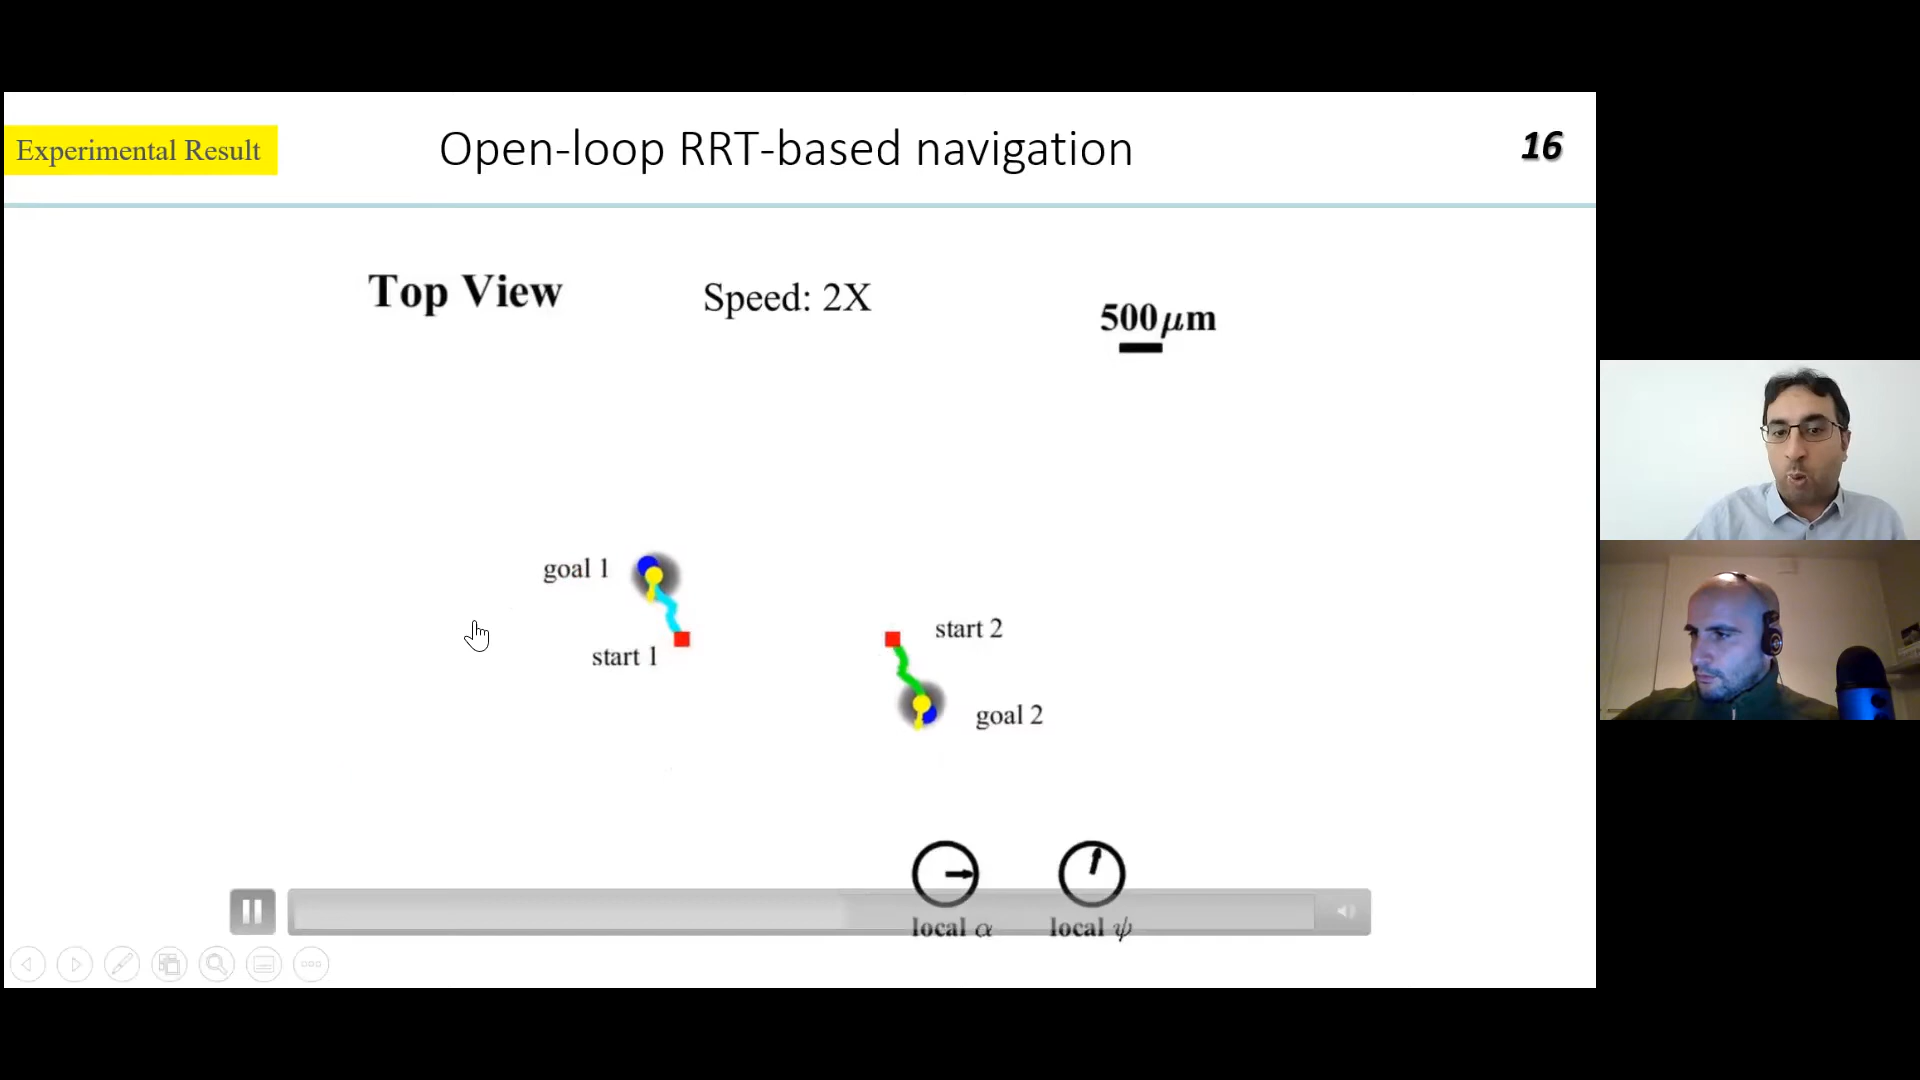 Experimental Result
Open-loop RRT-based navigation
16
Top View
Speed: 2X
500μm
goal 1
start 1
start 2
goal 2
local α
local ψ